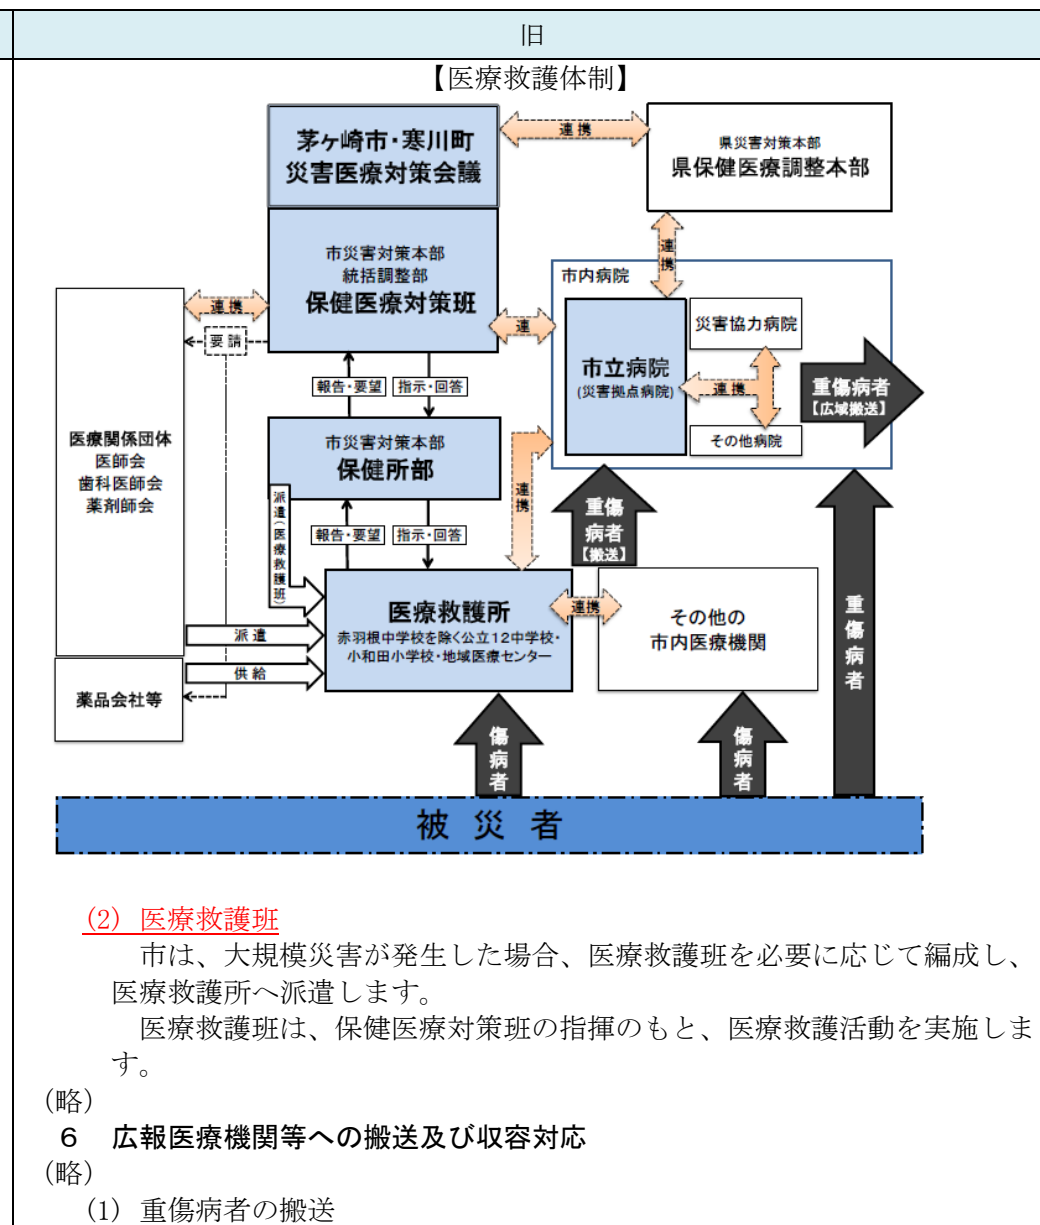 旧
【医療救護体制】
茅ヶ崎市・寒川町
災害医療対策会議
連携
県災害対策本部
県保健医療調整本部
市災害対策本部
統括調整部
保健医療対策班
連携
連携
要請
連
市内病院
市立病院
(災害拠点病院)
災害協力病院
連携
その他病院
重傷病者
【広域搬送】
報告・要望
指示・回答
医療関係団体
医師会
歯科医師会
薬剤師会
市災害対策本部
保健所部
派遣(医療救護班)
報告・要望
指示・回答
連携
重傷
病者
【搬送】
医療救護所
赤羽根中学校を除く公立12中学校・
小和田小学校・地域医療センター
連携
その他の
市内医療機関
重傷病者
派遣
供給
薬品会社等
傷病者
傷病者
被災者
(2) 医療救護班
市は、大規模災害が発生した場合、医療救護班を必要に応じて編成し、
医療救護所へ派遣します。
医療救護班は、保健医療対策班の指揮のもと、医療救護活動を実施しま
す。
(略)
６　広報医療機関等への搬送及び収容対応
(略)
(1) 重傷病者の搬送